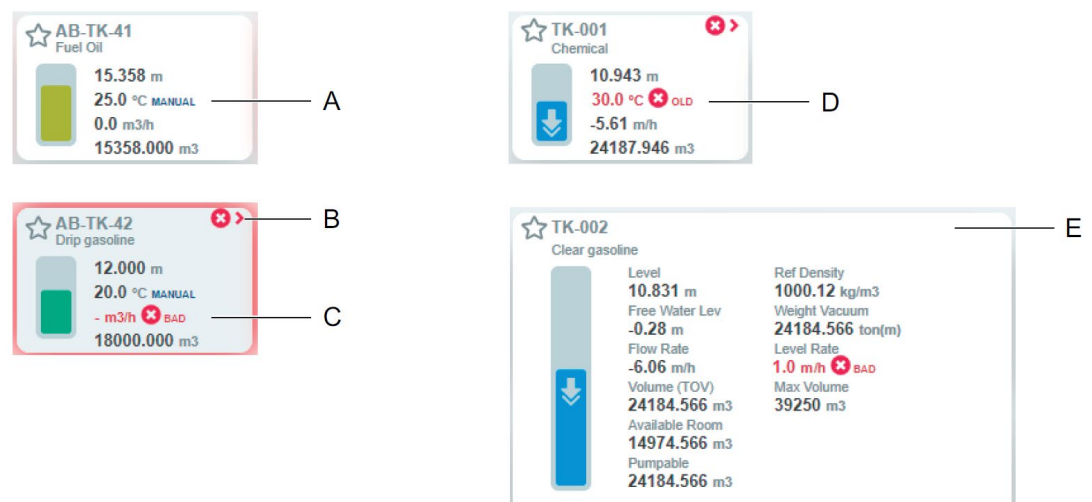 AB-TK-41
Fuel Oil
15.358 m
25.0 °C MANUAL
0.0 m3/h
15358.000 m3
A
TK-001
Chemical
10.943 m
30.0 °C OLD
-5.61 m/h
24187.946 m3
D
AB-TK-42
Drip gasoline
12.000 m
20.0 °C MANUAL
- m3/h BAD
18000.000 m3
B
C
TK-002
Clear gasoline
Level
10.831 m
Free Water Lev
-0.28 m
Flow Rate
-6.06 m/h
Volume (TOV)
24184.566 m3
Available Room
14974.566 m3
Pumpable
24184.566 m3
Ref Density
1000.12 kg/m3
Weight Vacuum
24184.566 ton(m)
Level Rate
1.0 m/h BAD
Max Volume
39250 m3
E